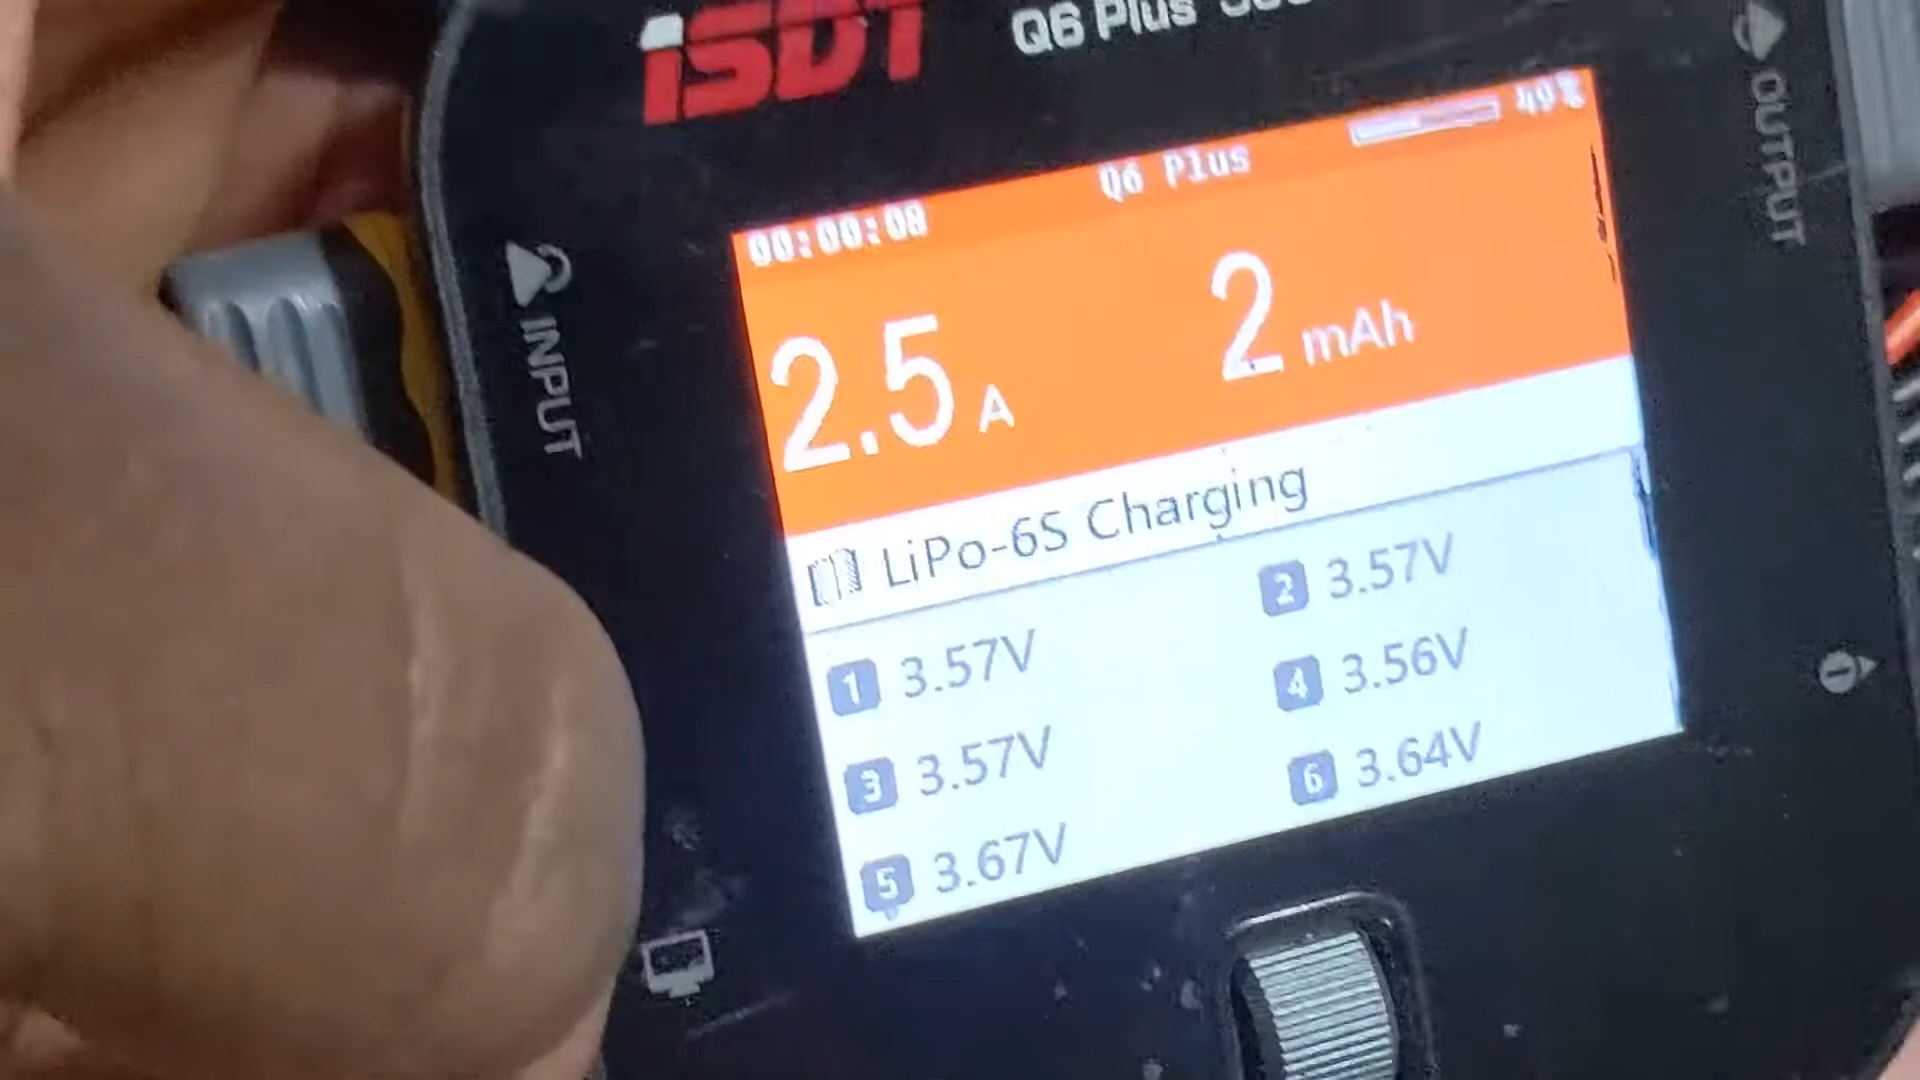 iSDT
Q6 Plus
Q6 Plus 49%
00:00:08
2.5 A 2 mAh
LiPo-6S Charging
1 3.57V 2 3.57V
3 3.57V 4 3.56V
5 3.67V 6 3.64V
INPUT
OUTPUT